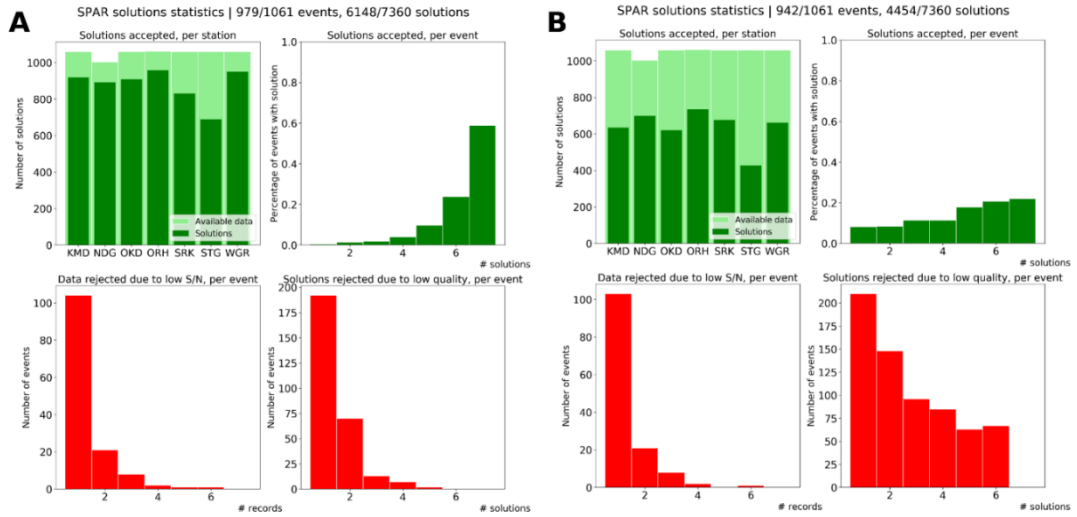 A
SPAR solutions statistics | 979/1061 events, 6148/7360 solutions
Solutions accepted, per station
Number of solutions
1000
800
600
400
200
0
Available data
Solutions
KMD NDG OKD ORH SRK STG WGR
Solutions accepted, per event
Percentage of events with solution
1.0
0.8
0.6
0.4
0.2
0.0
2 4 6
# solutions
Data rejected due to low S/N, per event
Number of events
100
80
60
40
20
0
2 4 6
# records
Solutions rejected due to low quality, per event
Number of events
200
175
150
125
100
75
50
25
0
2 4 6
# solutions
B
SPAR solutions statistics | 942/1061 events, 4454/7360 solutions
Solutions accepted, per station
Number of solutions
1000
800
600
400
200
0
Available data
Solutions
KMD NDG OKD ORH SRK STG WGR
Solutions accepted, per event
Percentage of events with solution
1.0
0.8
0.6
0.4
0.2
0.0
2 4 6
# solutions
Data rejected due to low S/N, per event
Number of events
100
80
60
40
20
0
2 4 6
# records
Solutions rejected due to low quality, per event
Number of events
200
175
150
125
100
75
50
25
0
2 4 6
# solutions